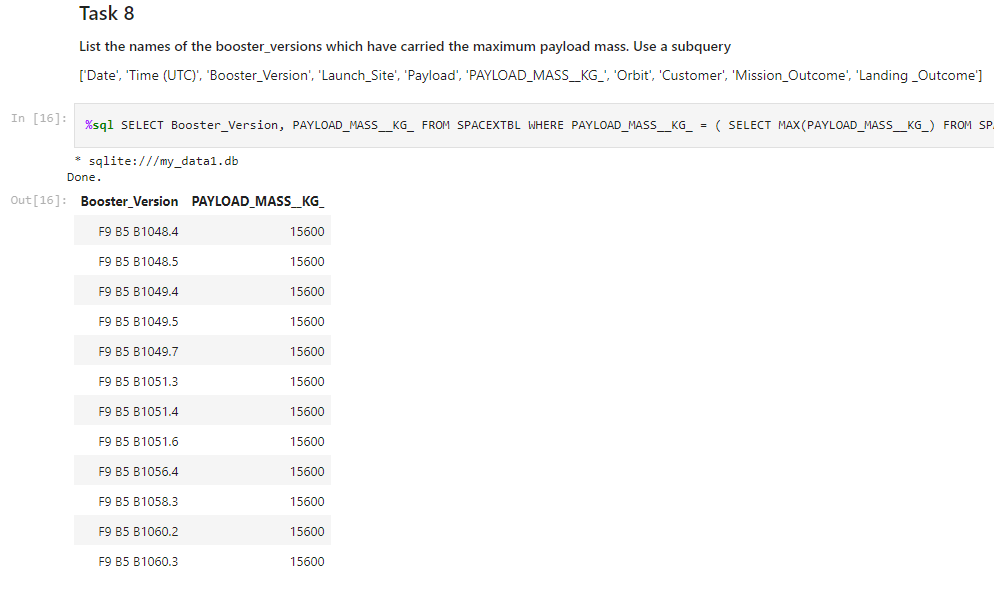 Task 8
List the names of the booster_versions which have carried the maximum payload mass. Use a subquery
['Date', 'Time (UTC)', 'Booster_Version', 'Launch_Site', 'Payload', 'PAYLOAD_MASS__KG_', 'Orbit', 'Customer', 'Mission_Outcome', 'Landing _Outcome']
In [16]: %sql SELECT Booster_Version, PAYLOAD_MASS__KG_ FROM SPACEXTBL WHERE PAYLOAD_MASS__KG_ = ( SELECT MAX(PAYLOAD_MASS__KG_) FROM SPA
* sqlite:///my_data1.db
Done.
Out[16]: Booster_Version PAYLOAD_MASS__KG_
F9 B5 B1048.4 15600
F9 B5 B1048.5 15600
F9 B5 B1049.4 15600
F9 B5 B1049.5 15600
F9 B5 B1049.7 15600
F9 B5 B1051.3 15600
F9 B5 B1051.4 15600
F9 B5 B1051.6 15600
F9 B5 B1056.4 15600
F9 B5 B1058.3 15600
F9 B5 B1060.2 15600
F9 B5 B1060.3 15600